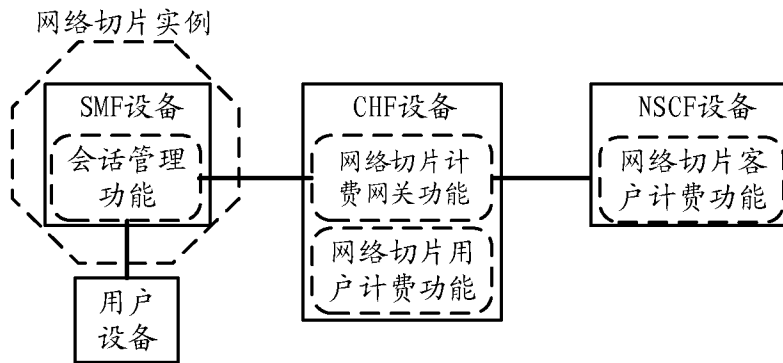 网络切片实例
SMF设备
会话管理
功能
用户
设备
CHF设备
网络切片计
费网关功能
网络切片用
户计费功能
NSCF设备
网络切片客
户计费功能